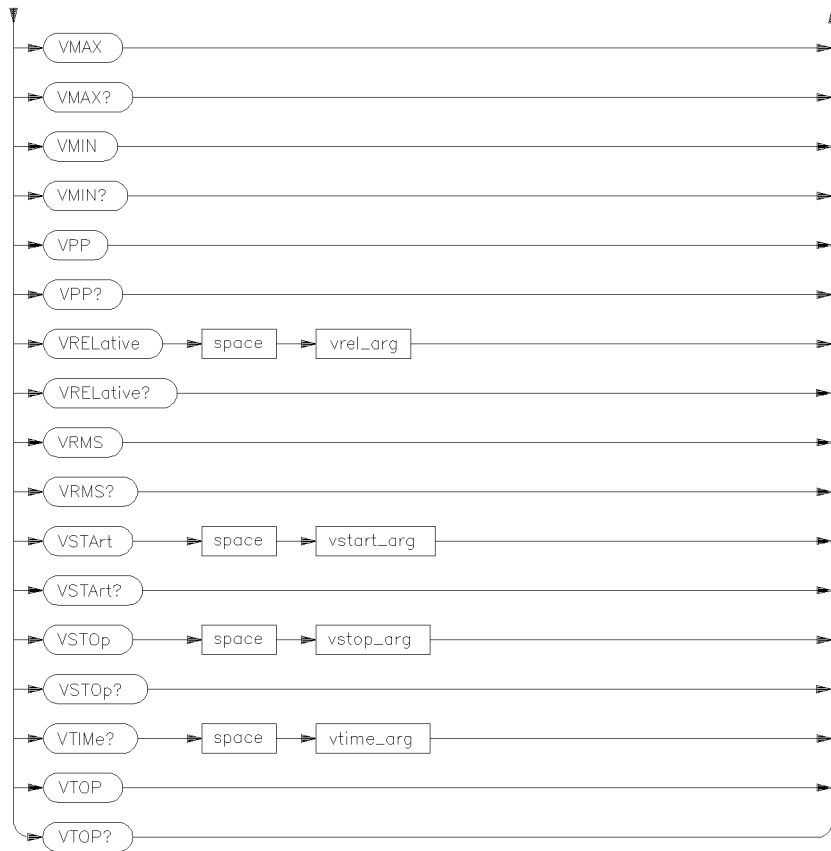 VMAX
VMAX?
VMIN
VMIN?
VPP
VPP?
VRELative space vrel_arg
VRELative?
VRMS
VRMS?
VSTArt space vstart_arg
VSTArt?
VSTOp space vstop_arg
VSTOp?
VTIMe? space vtime_arg
VTOP
VTOP?